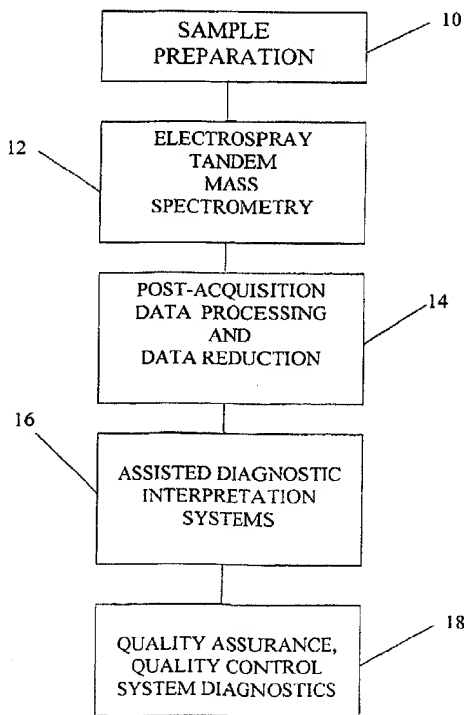 10
SAMPLE
PREPARATION
12
ELECTROSPRAY
TANDEM
MASS
SPECTROMETRY
14
POST-ACQUISITION
DATA PROCESSING
AND
DATA REDUCTION
16
ASSISTED DIAGNOSTIC
INTERPRETATION
SYSTEMS
18
QUALITY ASSURANCE,
QUALITY CONTROL
SYSTEM DIAGNOSTICS